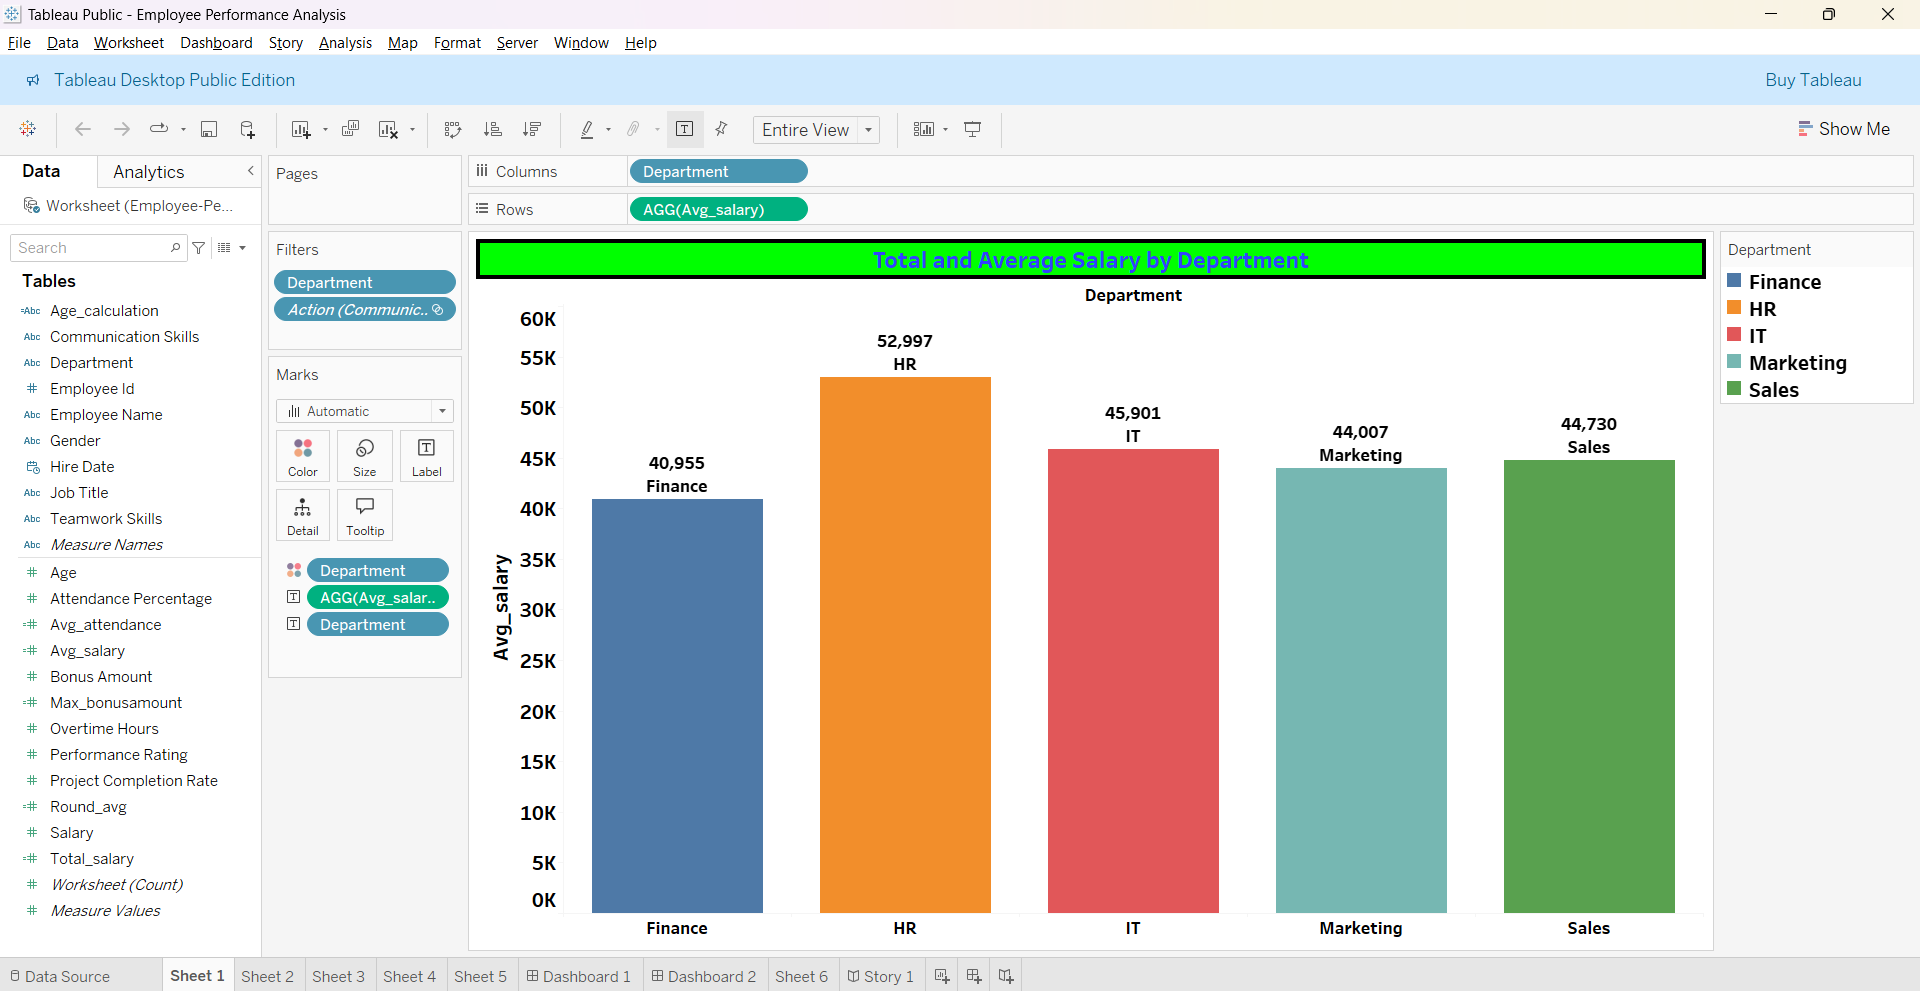 Tableau Public - Employee Performance Analysis
File Data Worksheet Dashboard Story Analysis Map Format Server Window Help
Tableau Desktop Public Edition
Buy Tableau
Entire View
Show Me
Data
Analytics
Worksheet (Employee-Pe...
Search
Tables
Abc Age_calculation
Abc Communication Skills
Abc Department
# Employee Id
Abc Employee Name
Abc Gender
Hire Date
Abc Job Title
Abc Teamwork Skills
Abc Measure Names
# Age
# Attendance Percentage
=# Avg_attendance
=# Avg_salary
# Bonus Amount
=# Max_bonusamount
# Overtime Hours
# Performance Rating
# Project Completion Rate
=# Round_avg
# Salary
=# Total_salary
# Worksheet (Count)
# Measure Values
Pages
Filters
Department
Action (Communic..
Marks
Automatic
Color
Size
T
Label
Detail
Tooltip
Department
T AGG(Avg_salar..
T Department
Columns
Department
Rows
AGG(Avg_salary)
Total and Average Salary by Department
Department
Avg_salary
60K
55K
50K
45K
40K
35K
30K
25K
20K
15K
10K
5K
0K
40,955
Finance
52,997
HR
45,901
IT
44,007
Marketing
44,730
Sales
Finance
HR
IT
Marketing
Sales
Department
Finance
HR
IT
Marketing
Sales
Data Source
Sheet 1
Sheet 2
Sheet 3
Sheet 4
Sheet 5
Dashboard 1
Dashboard 2
Sheet 6
Story 1